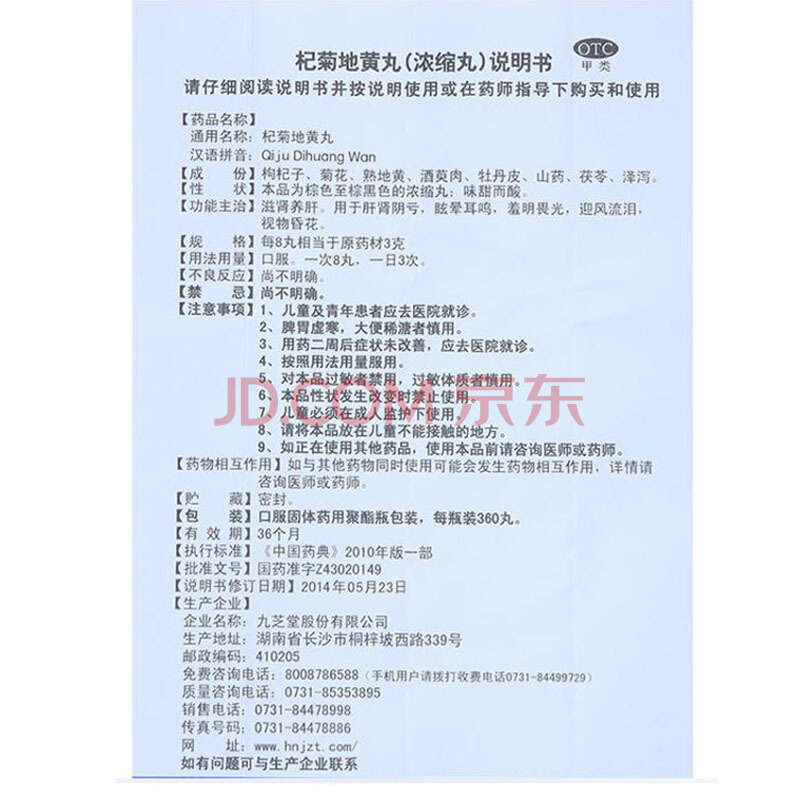 杞菊地黄丸(浓缩丸)说明书
OTC
甲类
请仔细阅读说明书并按说明使用或在药师指导下购买和使用
【药品名称】
通用名称：杞菊地黄丸
汉语拼音：Qiju Dihuang Wan
【成　份】枸杞子、菊花、熟地黄、酒萸肉、牡丹皮、山药、茯苓、泽泻。
【性　状】本品为棕色至棕黑色的浓缩丸；味甜而酸。
【功能主治】滋肾养肝。用于肝肾阴亏，眩晕耳鸣，羞明畏光，迎风流泪，
视物昏花。
【规　格】每8丸相当于原药材3克
【用法用量】口服。一次8丸，一日3次。
【不良反应】尚不明确。
【禁　忌】尚不明确。
【注意事项】1、儿童及青年患者应去医院就诊。
2、脾胃虚寒，大便稀溏者慎用。
3、用药二周后症状未改善，应去医院就诊。
4、按照用法用量服用。
5、对本品过敏者禁用，过敏体质者慎用。
6、本品性状发生改变时禁止使用。
7、儿童必须在成人监护下使用。
8、请将本品放在儿童不能接触的地方。
9、如正在使用其他药品，使用本品前请咨询医师或药师。
JD.COM京东
【药物相互作用】如与其他药物同时使用可能会发生药物相互作用，详情请
咨询医师或药师。
【贮　藏】密封。
【包　装】口服固体药用聚酯瓶包装，每瓶装360丸。
【有 效 期】36个月
【执行标准】《中国药典》2010年版一部
【批准文号】国药准字Z43020149
【说明书修订日期】2014年05月23日
【生产企业】
企业名称：九芝堂股份有限公司
生产地址：湖南省长沙市桐梓坡西路339号
邮政编码：410205
免费咨询电话：8008786588（手机用户请拨打收费电话0731-84499729）
质量咨询电话：0731-85353895
销售电话：0731-84478998
传真号码：0731-84478886
网　址：www.hnjzt.com/
如有问题可与生产企业联系